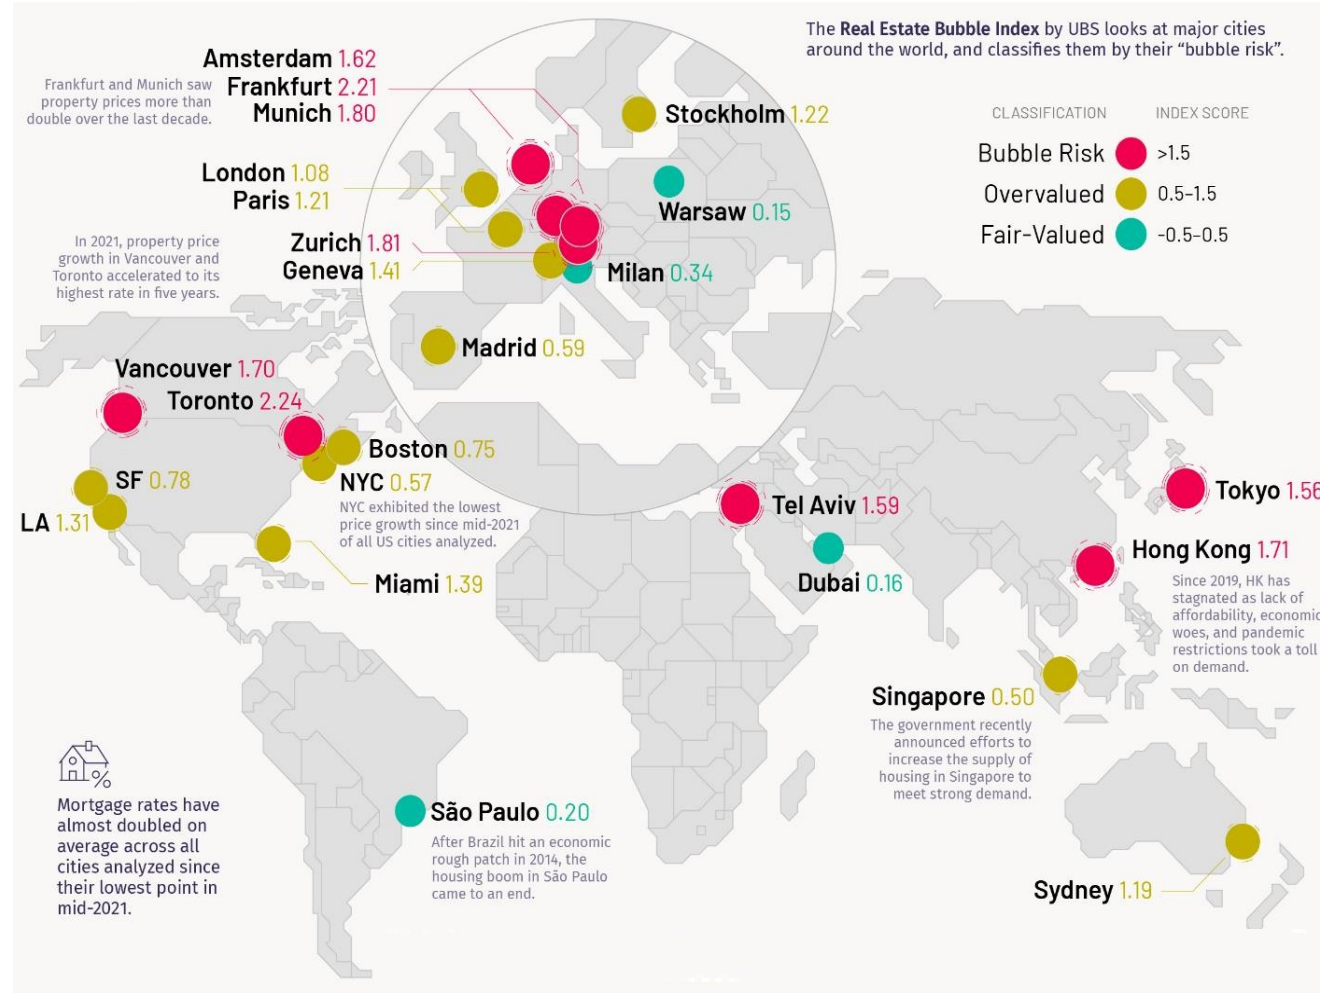 The Real Estate Bubble Index by UBS looks at major cities
around the world, and classifies them by their “bubble risk”.
CLASSIFICATION INDEX SCORE
Bubble Risk >1.5
Overvalued 0.5–1.5
Fair-Valued -0.5–0.5
Amsterdam 1.62
Frankfurt 2.21
Munich 1.80
Frankfurt and Munich saw
property prices more than
double over the last decade.
Stockholm 1.22
London 1.08
Paris 1.21
Warsaw 0.15
Zurich 1.81
Geneva 1.41
Milan 0.34
Madrid 0.59
In 2021, property price
growth in Vancouver and
Toronto accelerated to its
highest rate in five years.
Vancouver 1.70
Toronto 2.24
Boston 0.75
NYC 0.57
NYC exhibited the lowest
price growth since mid-2021
of all US cities analyzed.
SF 0.78
LA 1.31
Miami 1.39
Tel Aviv 1.59
Dubai 0.16
Tokyo 1.56
Hong Kong 1.71
Since 2019, HK has
stagnated as lack of
affordability, economic
woes, and pandemic
restrictions took a toll
on demand.
Singapore 0.50
The government recently
announced efforts to
increase the supply of
housing in Singapore to
meet strong demand.
São Paulo 0.20
After Brazil hit an economic
rough patch in 2014, the
housing boom in São Paulo
came to an end.
Sydney 1.19
%
Mortgage rates have
almost doubled on
average across all
cities analyzed since
their lowest point in
mid-2021.